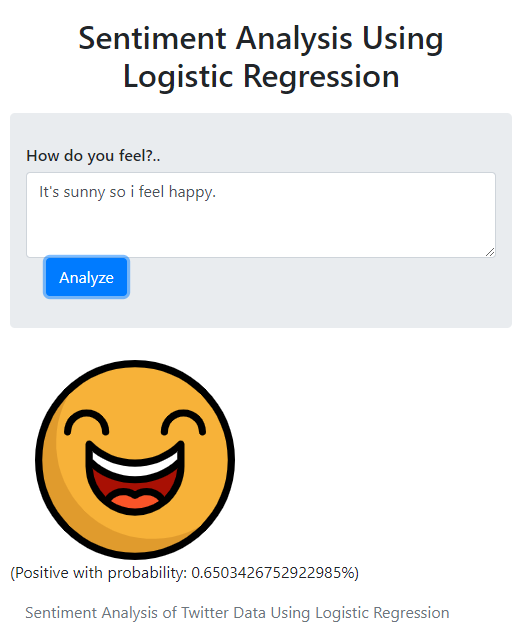 Sentiment Analysis Using
Logistic Regression
How do you feel?..
It's sunny so i feel happy.
Analyze
(Positive with probability: 0.6503426752922985%)
Sentiment Analysis of Twitter Data Using Logistic Regression